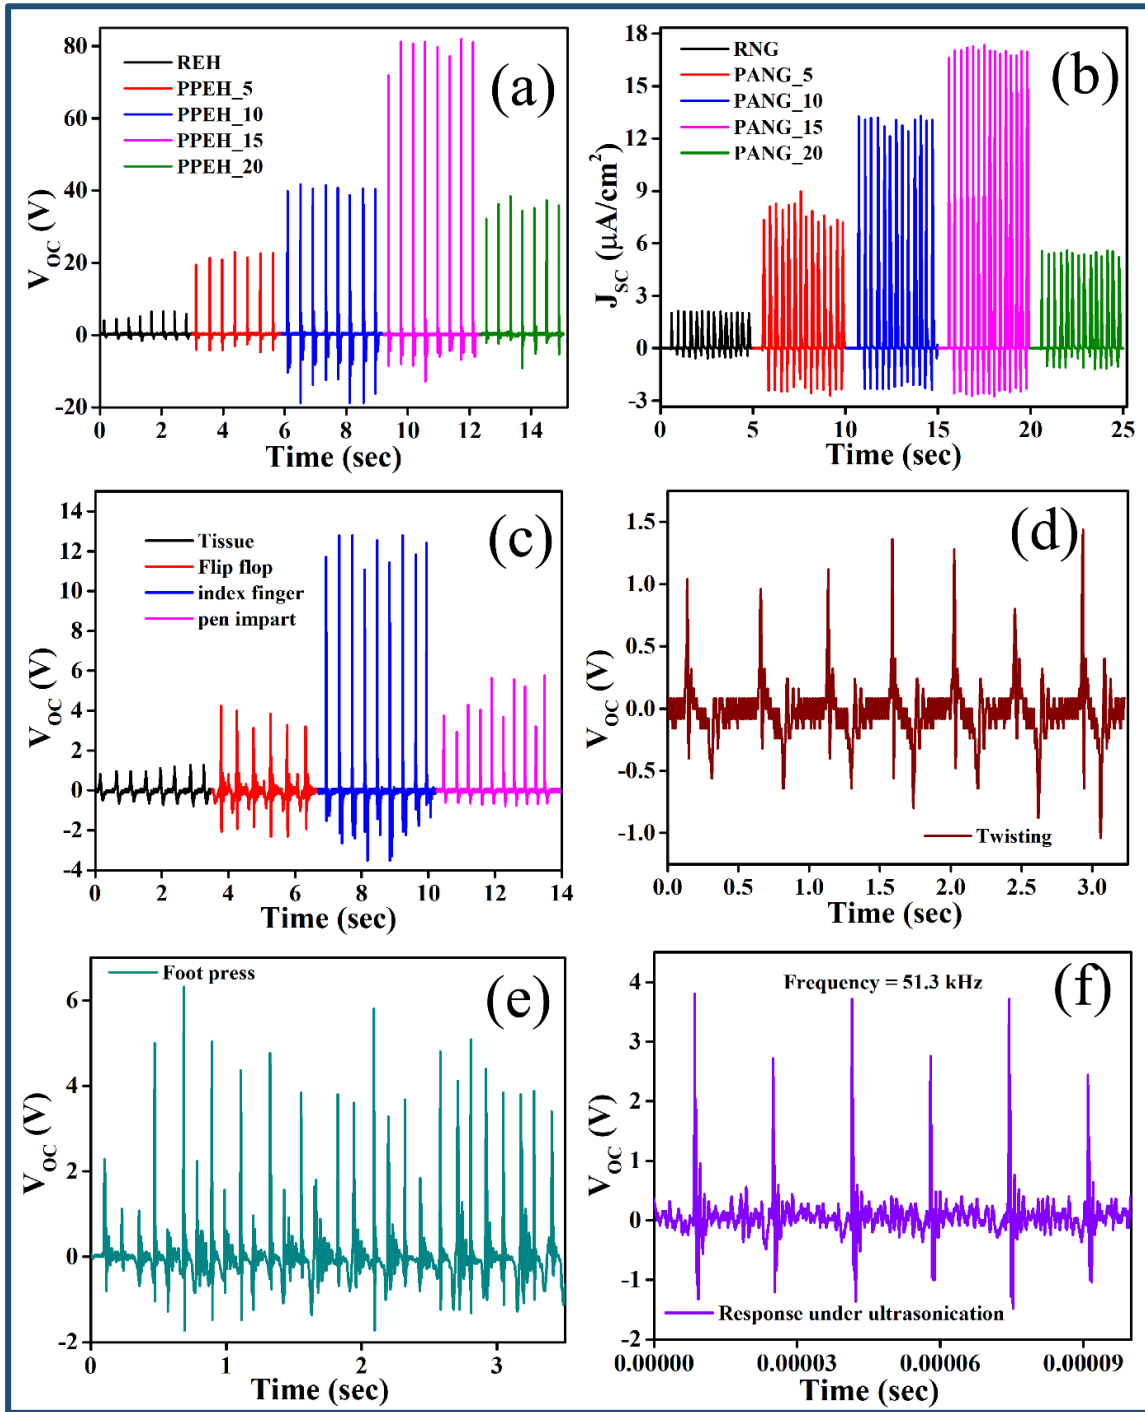 (a)
REH
PPEH_5
PPEH_10
PPEH_15
PPEH_20
80
60
40
20
0
-20
V_OC (V)
0 2 4 6 8 10 12 14
Time (sec)
(b)
RNG
PANG_5
PANG_10
PANG_15
PANG_20
18
15
12
9
6
3
0
-3
J_SC (μA/cm²)
0 5 10 15 20 25
Time (sec)
(c)
Tissue
Flip flop
index finger
pen impart
14
12
10
8
6
4
2
0
-2
-4
V_OC (V)
0 2 4 6 8 10 12 14
Time (sec)
(d)
1.5
1.0
0.5
0.0
-0.5
-1.0
V_OC (V)
Twisting
0.0 0.5 1.0 1.5 2.0 2.5 3.0
Time (sec)
(e)
Foot press
6
4
2
0
-2
V_OC (V)
0 1 2 3
Time (sec)
(f)
Frequency = 51.3 kHz
4
3
2
1
0
-1
-2
V_OC (V)
Response under ultrasonication
0.00000 0.00003 0.00006 0.00009
Time (sec)